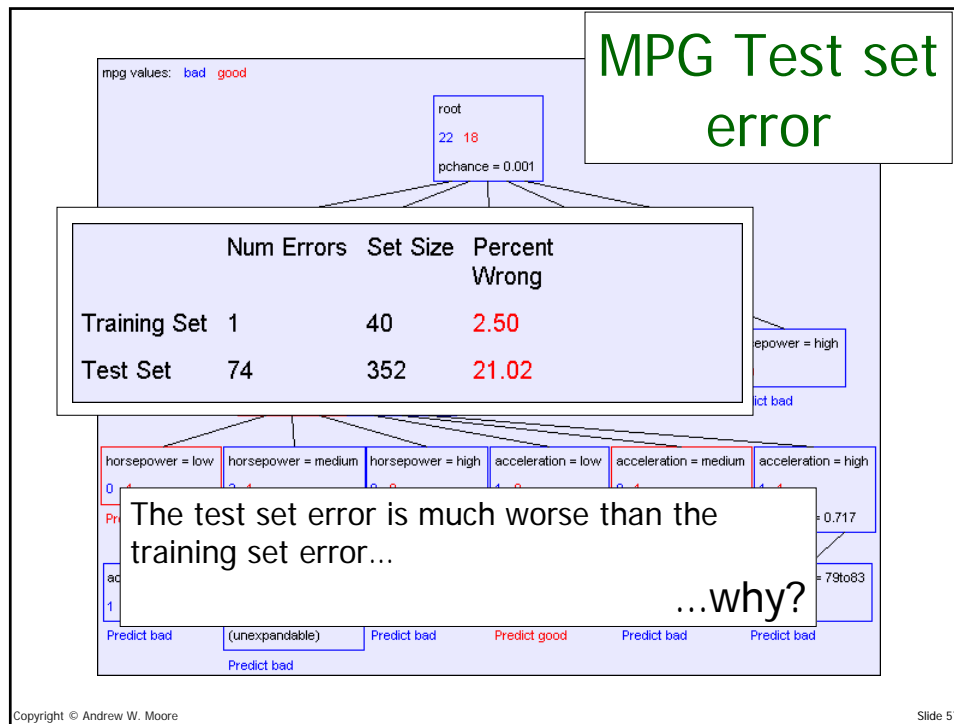 MPG Test set
error
mpg values: bad good
root
22 18
pchance = 0.001
Num Errors Set Size Percent
Wrong
Training Set 1 40 2.50
Test Set 74 352 21.02
= high
Predict bad
horsepower = low horsepower = medium horsepower = high acceleration = low acceleration = medium acceleration = high
The test set error is much worse than the
training set error...
...why?
= 0.717
= 79to83
1
Predict bad (unexpandable) Predict bad Predict good Predict bad Predict bad
Predict bad
Copyright © Andrew W. Moore
Slide 5